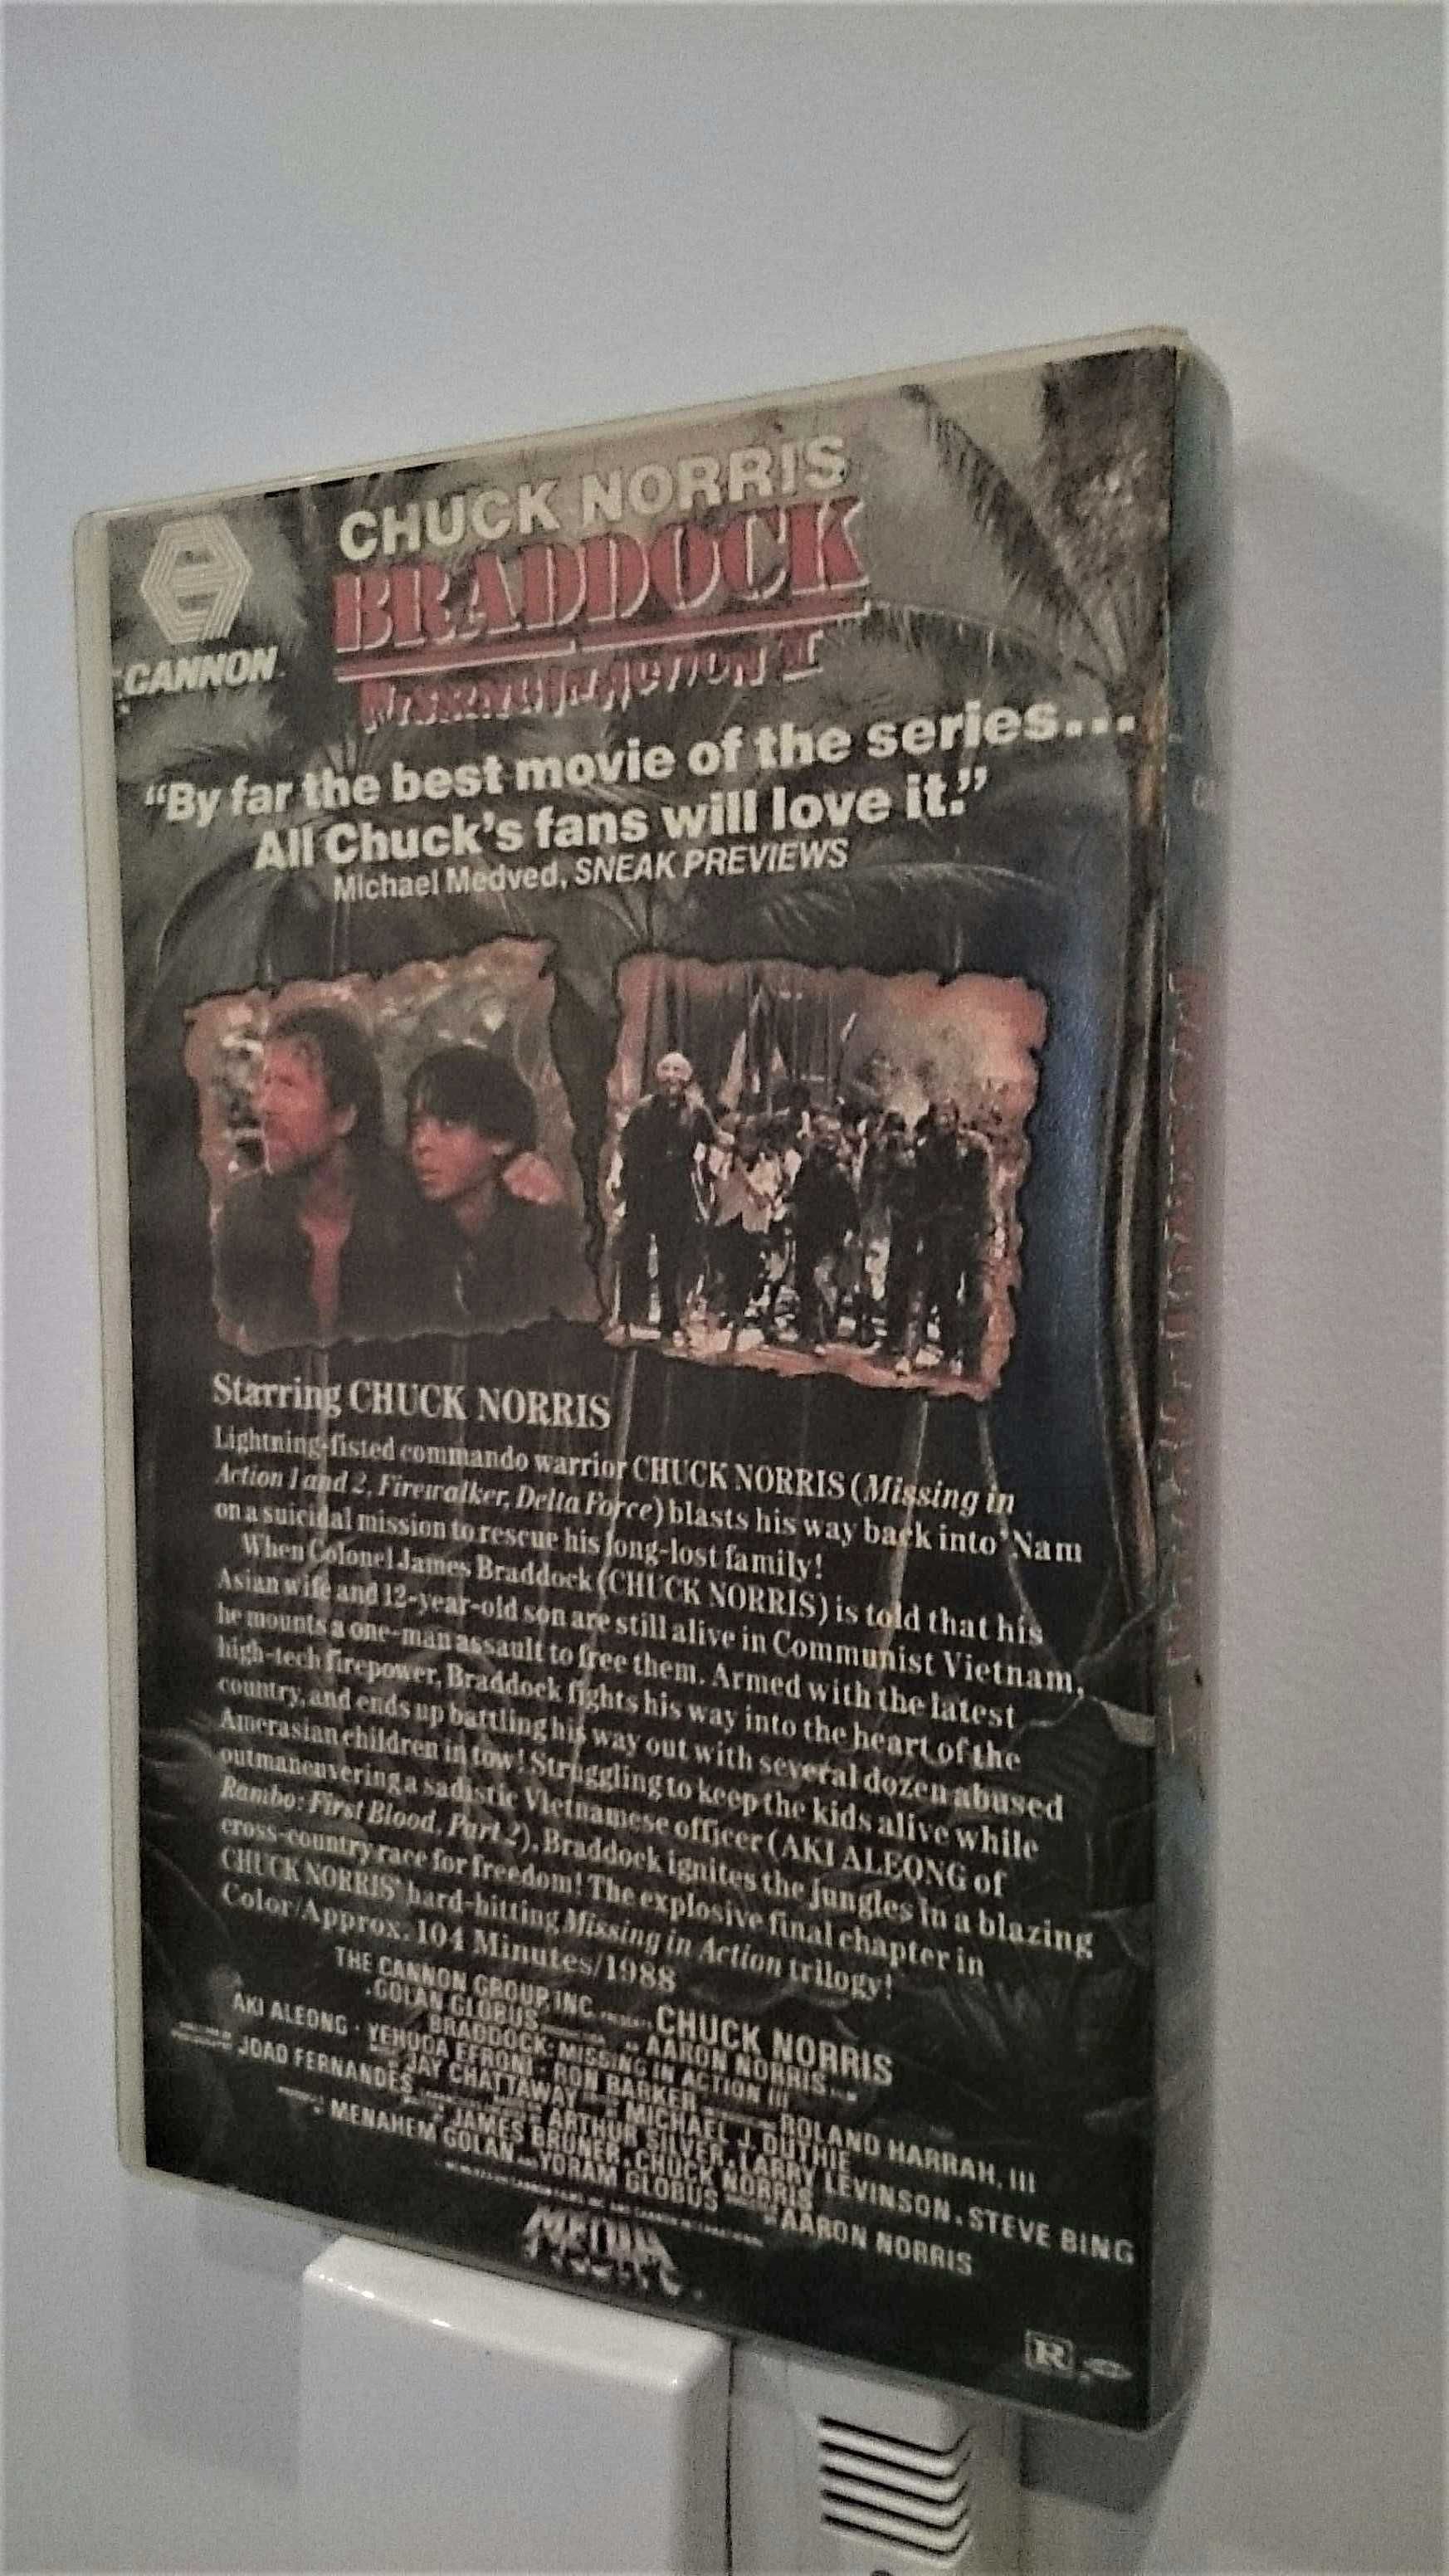 CANNON
CHUCK NORRIS
BRADDOCK
MISSING IN ACTION
“By far the best movie of the series...
All Chuck's fans will love it.”
Michael Medved, SNEAK PREVIEWS
Starring CHUCK NORRIS
Lightning-fisted commando warrior CHUCK NORRIS (Missing in
Action 1 and 2, Firewalker, Delta Force) blasts his way back into 'Nam
on a suicidal mission to rescue his long-lost family!
When Colonel James Braddock (CHUCK NORRIS) is told that his
Asian wife and 12-year-old son are still alive in Communist Vietnam,
he mounts a one-man assault to free them. Armed with the latest
high-tech firepower, Braddock fights his way into the heart of the
country, and ends up battling his way out with several dozen abused
Amerasian children in tow! Struggling to keep the kids alive while
outmaneuvering a sadistic Vietnamese officer (AKI ALEONG of
Rambo: First Blood, Part 2), Braddock ignites the jungles in a blazing
cross-country race for freedom! The explosive final chapter in
CHUCK NORRIS' hard-hitting Missing in Action trilogy!
Color/Approx. 104 Minutes/1988
THE CANNON GROUP, INC. CHUCK NORRIS
GOLAN GLOBUS AARON NORRIS
BRADDOCK: MISSING IN ACTION III
AKI ALEONG · YEHUDA EFRONI · RON BARKER ROLAND HARRAH, III
JAY CHATTAWAY MICHAEL J. DUTHIE
JOAO FERNANDES ARTHUR SILVER, LARRY LEVINSON, STEVE BING
JAMES BRUNER, CHUCK NORRIS
MENAHEM GOLAN YORAM GLOBUS AARON NORRIS
MEDIA
R